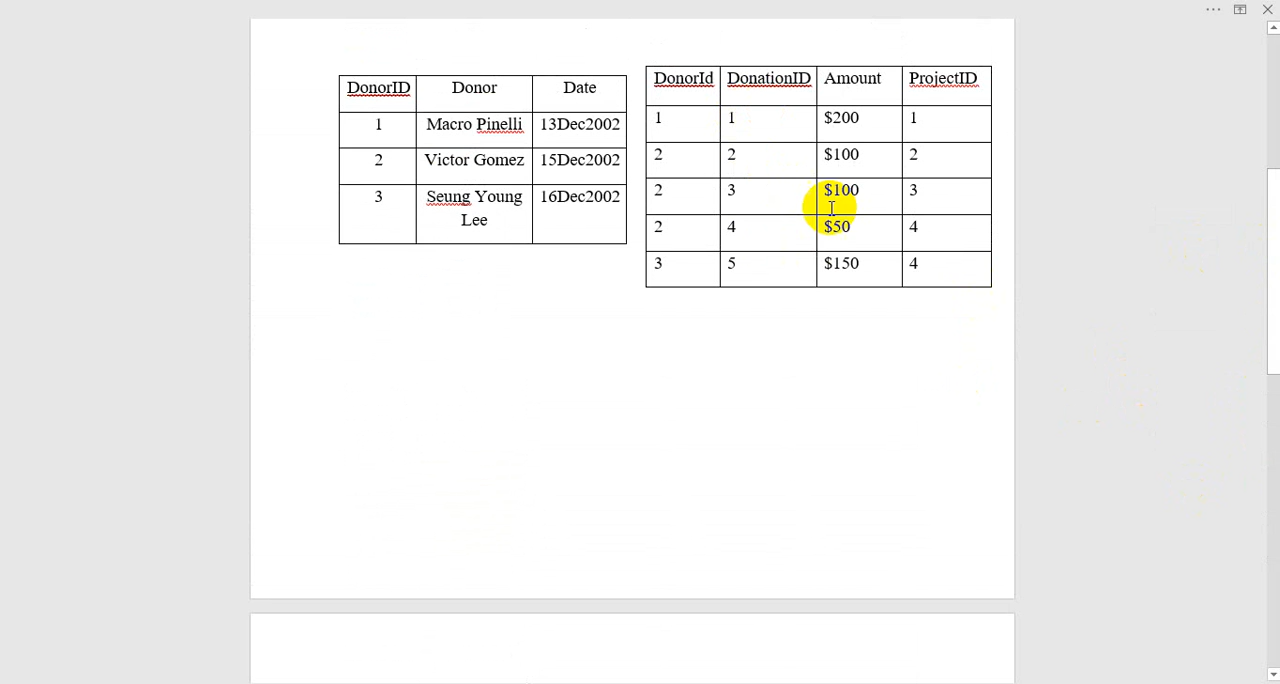 DonorID Donor Date
1 Macro Pinelli 13Dec2002
2 Victor Gomez 15Dec2002
3 Seung Young 16Dec2002
Lee
DonorId DonationID Amount ProjectID
1 1 $200 1
2 2 $100 2
2 3 $100 3
2 4 $50 4
3 5 $150 4